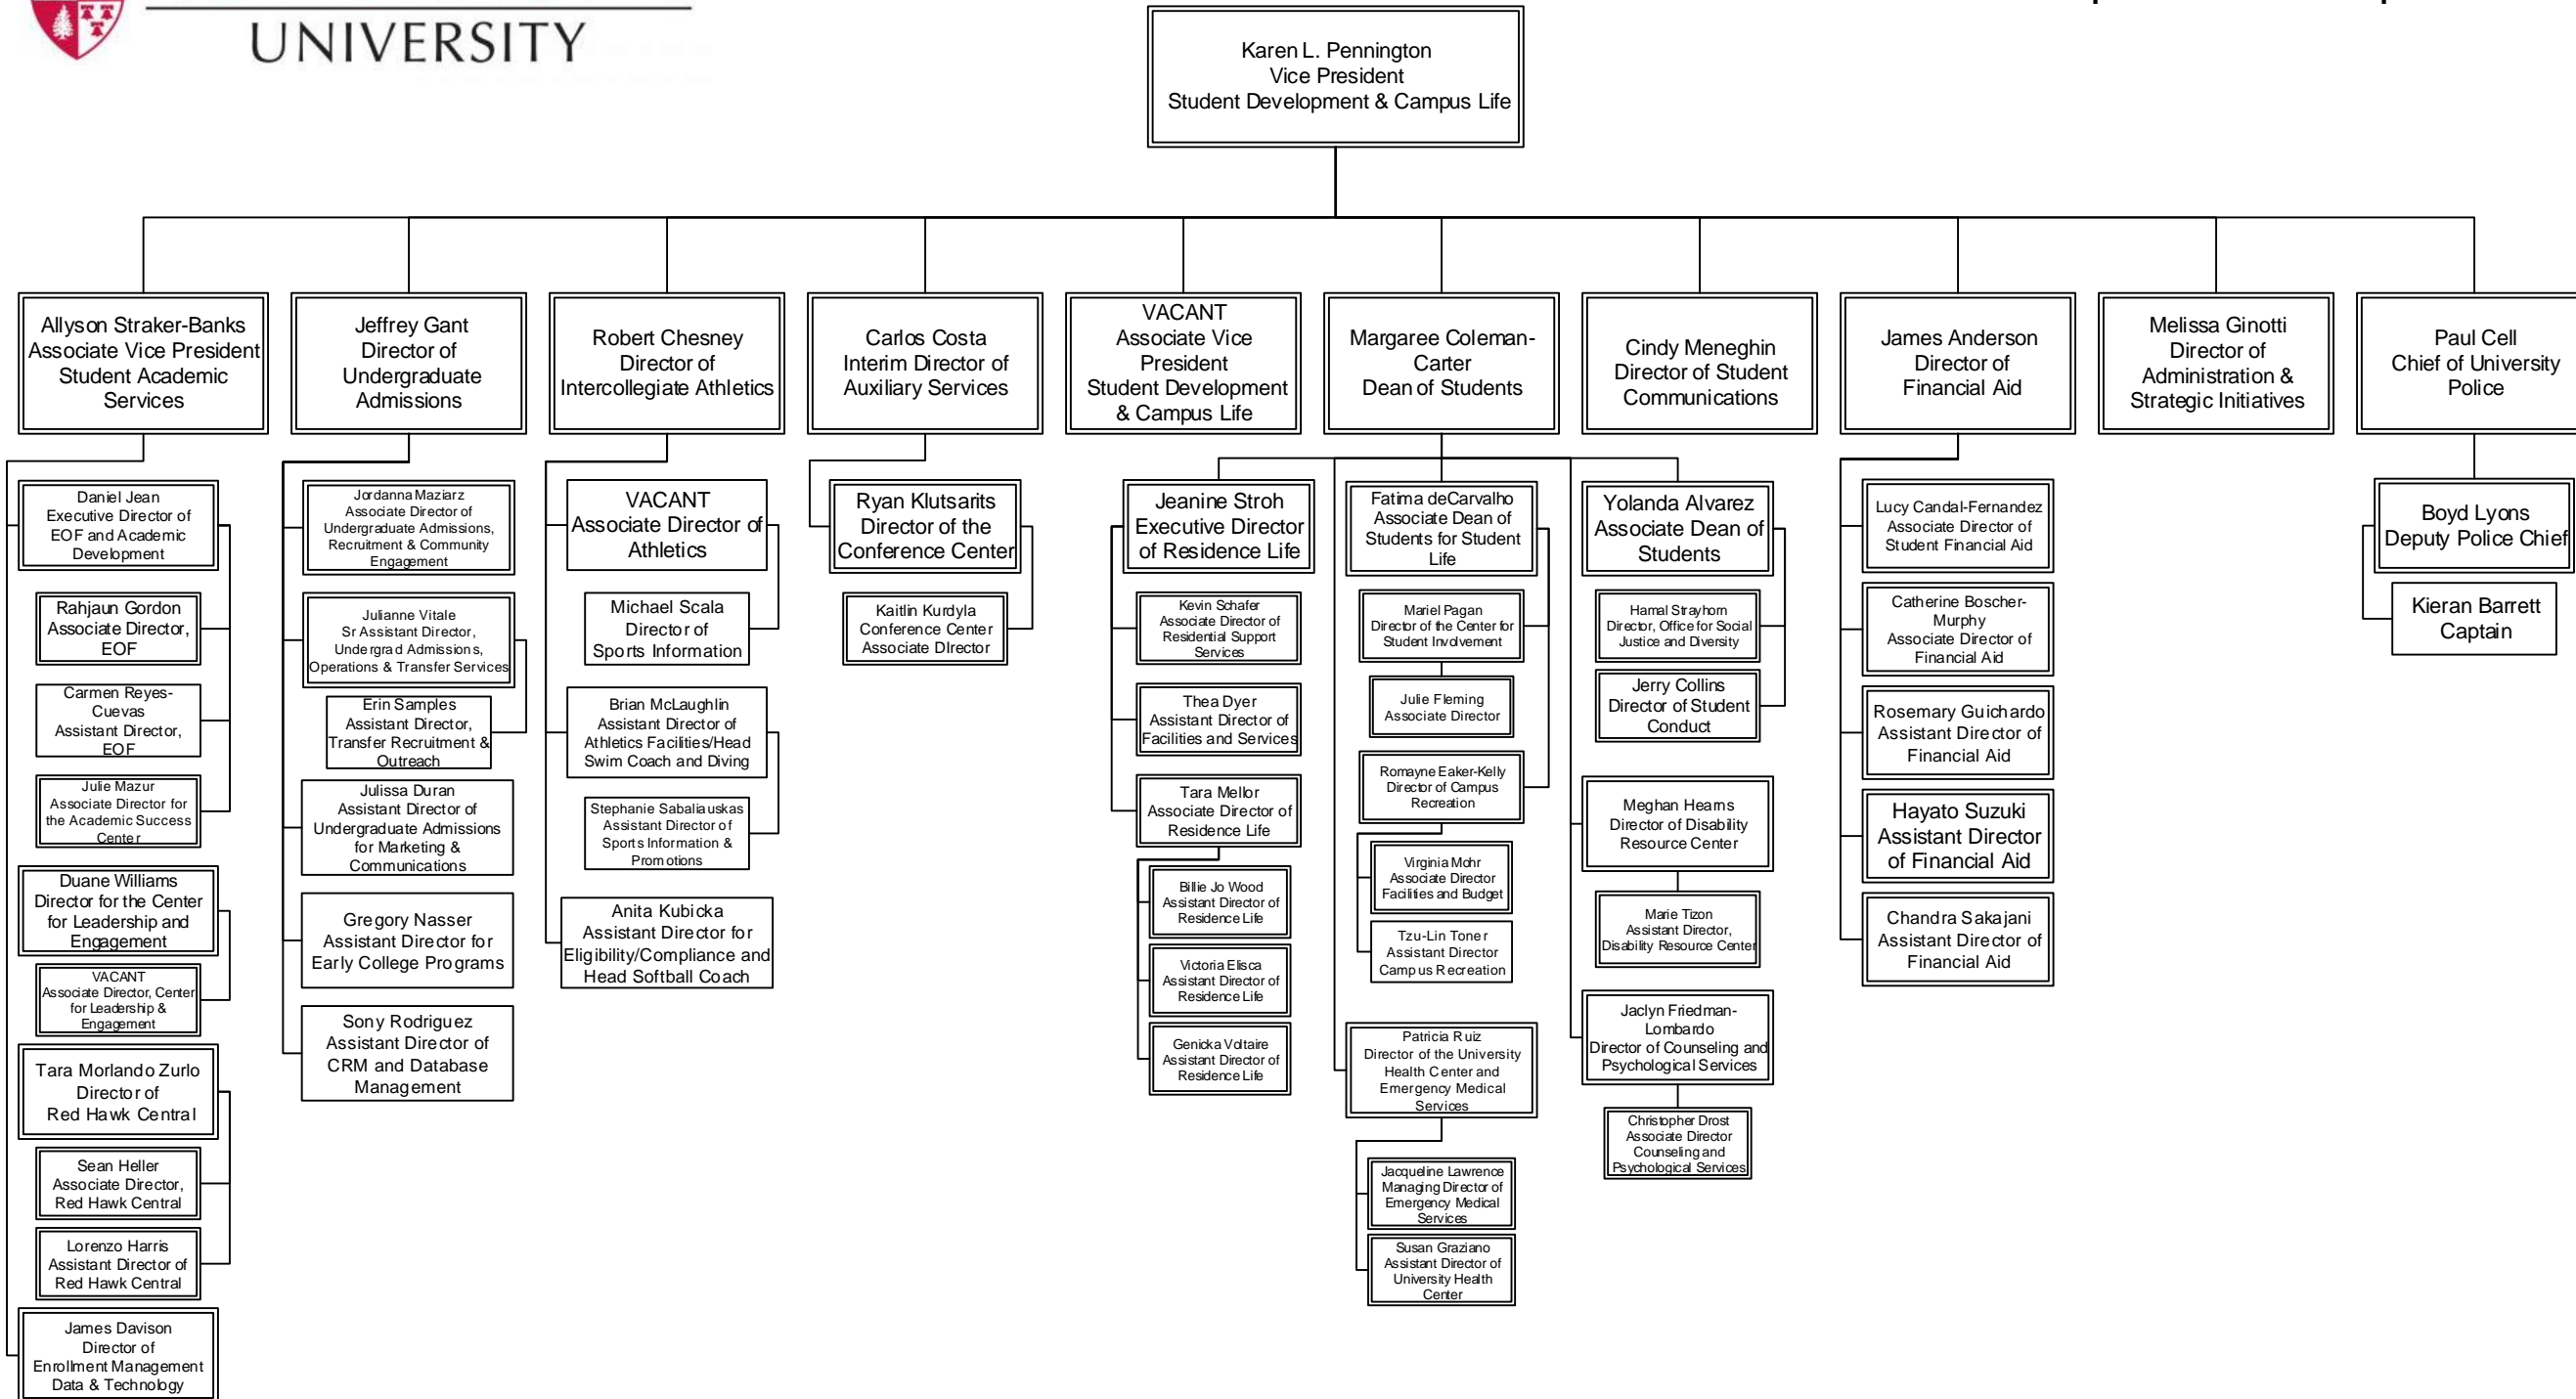 UNIVERSITY
Karen L. Pennington
Vice President
Student Development & Campus Life
Allyson Straker-Banks
Associate Vice President
Student Academic
Services
Jeffrey Gant
Director of
Undergraduate
Admissions
Robert Chesney
Director of
Intercollegiate Athletics
Carlos Costa
Interim Director of
Auxiliary Services
VACANT
Associate Vice
President
Student Development
& Campus Life
Margaree Coleman-
Carter
Dean of Students
Cindy Meneghin
Director of Student
Communications
James Anderson
Director of
Financial Aid
Melissa Ginotti
Director of
Administration &
Strategic Initiatives
Paul Cell
Chief of University
Police
Daniel Jean
Executive Director of
EOF and Academic
Development
Rahjaun Gordon
Associate Director,
EOF
Carmen Reyes-
Cuevas
Assistant Director,
EOF
Julie Mazur
Associate Director for
the Academic Success
Center
Duane Williams
Director for the Center
for Leadership and
Engagement
VACANT
Associate Director, Center
for Leadership &
Engagement
Tara Morlando Zurlo
Director of
Red Hawk Central
Sean Heller
Associate Director,
Red Hawk Central
Lorenzo Harris
Assistant Director of
Red Hawk Central
James Davison
Director of
Enrollment Management
Data & Technology
Jordanna Maziarz
Associate Director of
Undergraduate Admissions,
Recruitment & Community
Engagement
Julianne Vitale
Sr Assistant Director,
Undergrad Admissions,
Operations & Transfer Services
Erin Samples
Assistant Director,
Transfer Recruitment &
Outreach
Julissa Duran
Assistant Director of
Undergraduate Admissions
for Marketing &
Communications
Gregory Nasser
Assistant Director for
Early College Programs
Sony Rodriguez
Assistant Director of
CRM and Database
Management
VACANT
Associate Director of
Athletics
Michael Scala
Director of
Sports Information
Brian McLaughlin
Assistant Director of
Athletics Facilities/Head
Swim Coach and Diving
Stephanie Sabaliauskas
Assistant Director of
Sports Information &
Promotions
Anita Kubicka
Assistant Director for
Eligibility/Compliance and
Head Softball Coach
Ryan Klutsarits
Director of the
Conference Center
Kaitlin Kurdyla
Conference Center
Associate DIrector
Jeanine Stroh
Executive Director
of Residence Life
Kevin Schafer
Associate Director of
Residential Support
Services
Thea Dyer
Assistant Director of
Facilities and Services
Tara Mellor
Associate Director of
Residence Life
Billie Jo Wood
Assistant Director of
Residence Life
Victoria Elisca
Assistant Director of
Residence Life
Genicka Voltaire
Assistant Director of
Residence Life
Fatima deCarvalho
Associate Dean of
Students for Student
Life
Mariel Pagan
Director of the Center for
Student Involvement
Julie Fleming
Associate Director
Romayne Eaker-Kelly
Director of Campus
Recreation
Virginia Mohr
Associate Director
Facilities and Budget
Tzu-Lin Toner
Assistant Director
Campus Recreation
Patricia Ruiz
Director of the University
Health Center and
Emergency Medical
Services
Jacqueline Lawrence
Managing Director of
Emergency Medical
Services
Susan Graziano
Assistant Director of
University Health
Center
Yolanda Alvarez
Associate Dean of
Students
Hamal Strayhorn
Director, Office for Social
Justice and Diversity
Jerry Collins
Director of Student
Conduct
Meghan Hearns
Director of Disability
Resource Center
Marie Tizon
Assistant Director,
Disability Resource Center
Jaclyn Friedman-
Lombardo
Director of Counseling and
Psychological Services
Christopher Drost
Associate Director
Counseling and
Psychological Services
Lucy Candal-Fernandez
Associate Director of
Student Financial Aid
Catherine Boscher-
Murphy
Associate Director of
Financial Aid
Rosemary Guichardo
Assistant Director of
Financial Aid
Hayato Suzuki
Assistant Director
of Financial Aid
Chandra Sakajani
Assistant Director of
Financial Aid
Boyd Lyons
Deputy Police Chief
Kieran Barrett
Captain